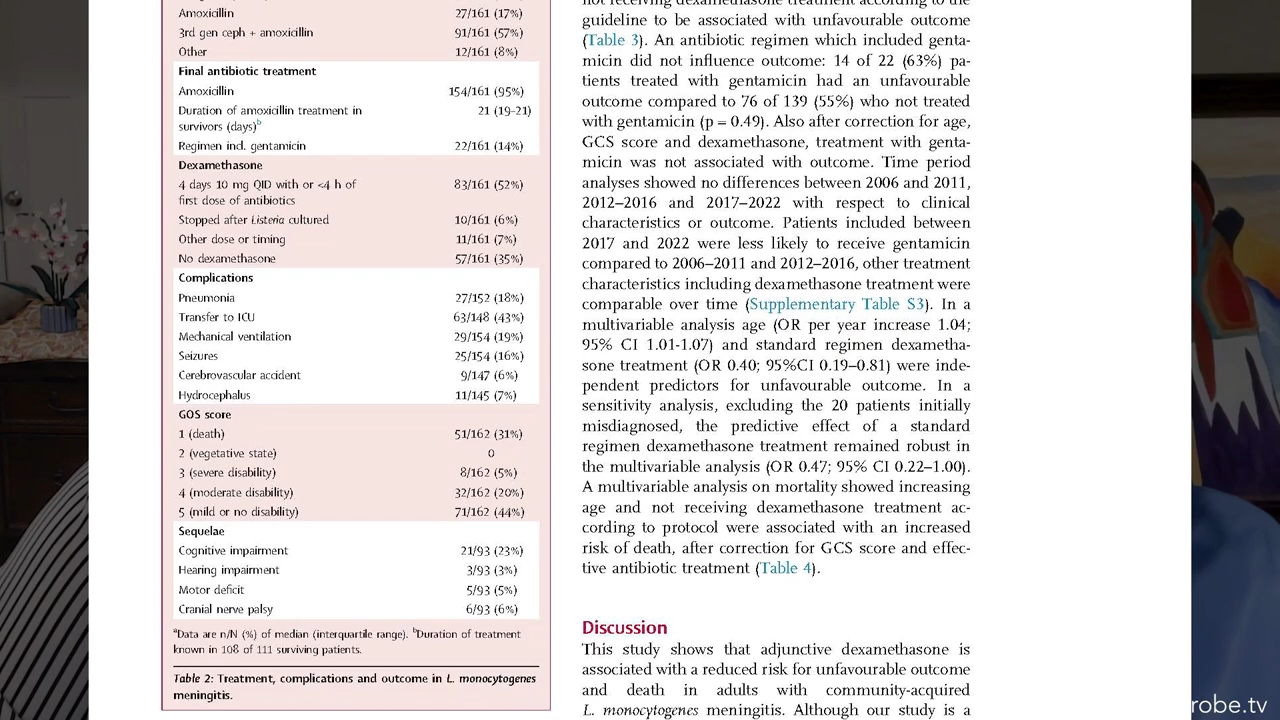 Amoxicillin 27/161 (17%)
3rd gen ceph + amoxicillin 91/161 (57%)
Other 12/161 (8%)
Final antibiotic treatment
Amoxicillin 154/161 (95%)
Duration of amoxicillin treatment in 21 (19–21)
survivors (days)b
Regimen incl. gentamicin 22/161 (14%)
Dexamethasone
4 days 10 mg QID with or <4 h of 83/161 (52%)
first dose of antibiotics
Stopped after Listeria cultured 10/161 (6%)
Other dose or timing 11/161 (7%)
No dexamethasone 57/161 (35%)
Complications
Pneumonia 27/152 (18%)
Transfer to ICU 63/148 (43%)
Mechanical ventilation 29/154 (19%)
Seizures 25/154 (16%)
Cerebrovascular accident 9/147 (6%)
Hydrocephalus 11/145 (7%)
GOS score
1 (death) 51/162 (31%)
2 (vegetative state) 0
3 (severe disability) 8/162 (5%)
4 (moderate disability) 32/162 (20%)
5 (mild or no disability) 71/162 (44%)
Sequelae
Cognitive impairment 21/93 (23%)
Hearing impairment 3/93 (3%)
Motor deficit 5/93 (5%)
Cranial nerve palsy 6/93 (6%)
aData are n/N (%) of median (interquartile range). bDuration of treatment
known in 108 of 111 surviving patients.
Table 2: Treatment, complications and outcome in L. monocytogenes
meningitis.
not receiving dexamethasone treatment according to the
guideline to be associated with unfavourable outcome
(Table 3). An antibiotic regimen which included genta-
micin did not influence outcome: 14 of 22 (63%) pa-
tients treated with gentamicin had an unfavourable
outcome compared to 76 of 139 (55%) who not treated
with gentamicin (p = 0.49). Also after correction for age,
GCS score and dexamethasone, treatment with genta-
micin was not associated with outcome. Time period
analyses showed no differences between 2006 and 2011,
2012–2016 and 2017–2022 with respect to clinical
characteristics or outcome. Patients included between
2017 and 2022 were less likely to receive gentamicin
compared to 2006–2011 and 2012–2016, other treatment
characteristics including dexamethasone treatment were
comparable over time (Supplementary Table S3). In a
multivariable analysis age (OR per year increase 1.04;
95% CI 1.01-1.07) and standard regimen dexametha-
sone treatment (OR 0.40; 95%CI 0.19–0.81) were inde-
pendent predictors for unfavourable outcome. In a
sensitivity analysis, excluding the 20 patients initially
misdiagnosed, the predictive effect of a standard
regimen dexamethasone treatment remained robust in
the multivariable analysis (OR 0.47; 95% CI 0.22–1.00).
A multivariable analysis on mortality showed increasing
age and not receiving dexamethasone treatment ac-
cording to protocol were associated with an increased
risk of death, after correction for GCS score and effec-
tive antibiotic treatment (Table 4).
Discussion
This study shows that adjunctive dexamethasone is
associated with a reduced risk for unfavourable outcome
and death in adults with community-acquired
L. monocytogenes meningitis. Although our study is a
robe.tv